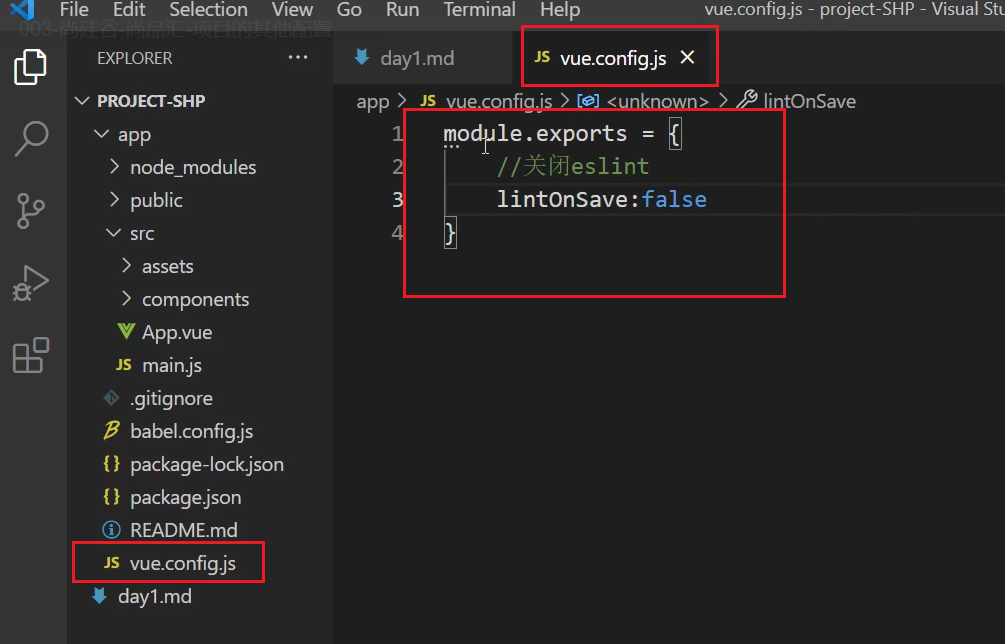 File Edit Selection View Go Run Terminal Help vue.config.js - project-SHP - Visual Stu
003-尚硅谷-尚品汇-项目的其他配置
EXPLORER ···
day1.md
JS vue.config.js
app > JS vue.config.js > <unknown> > lintOnSave
PROJECT-SHP
app
node_modules
public
src
assets
components
App.vue
JS main.js
.gitignore
babel.config.js
{} package-lock.json
{} package.json
README.md
JS vue.config.js
day1.md
1 module.exports = {
2 //关闭eslint
3 lintOnSave:false
4 }